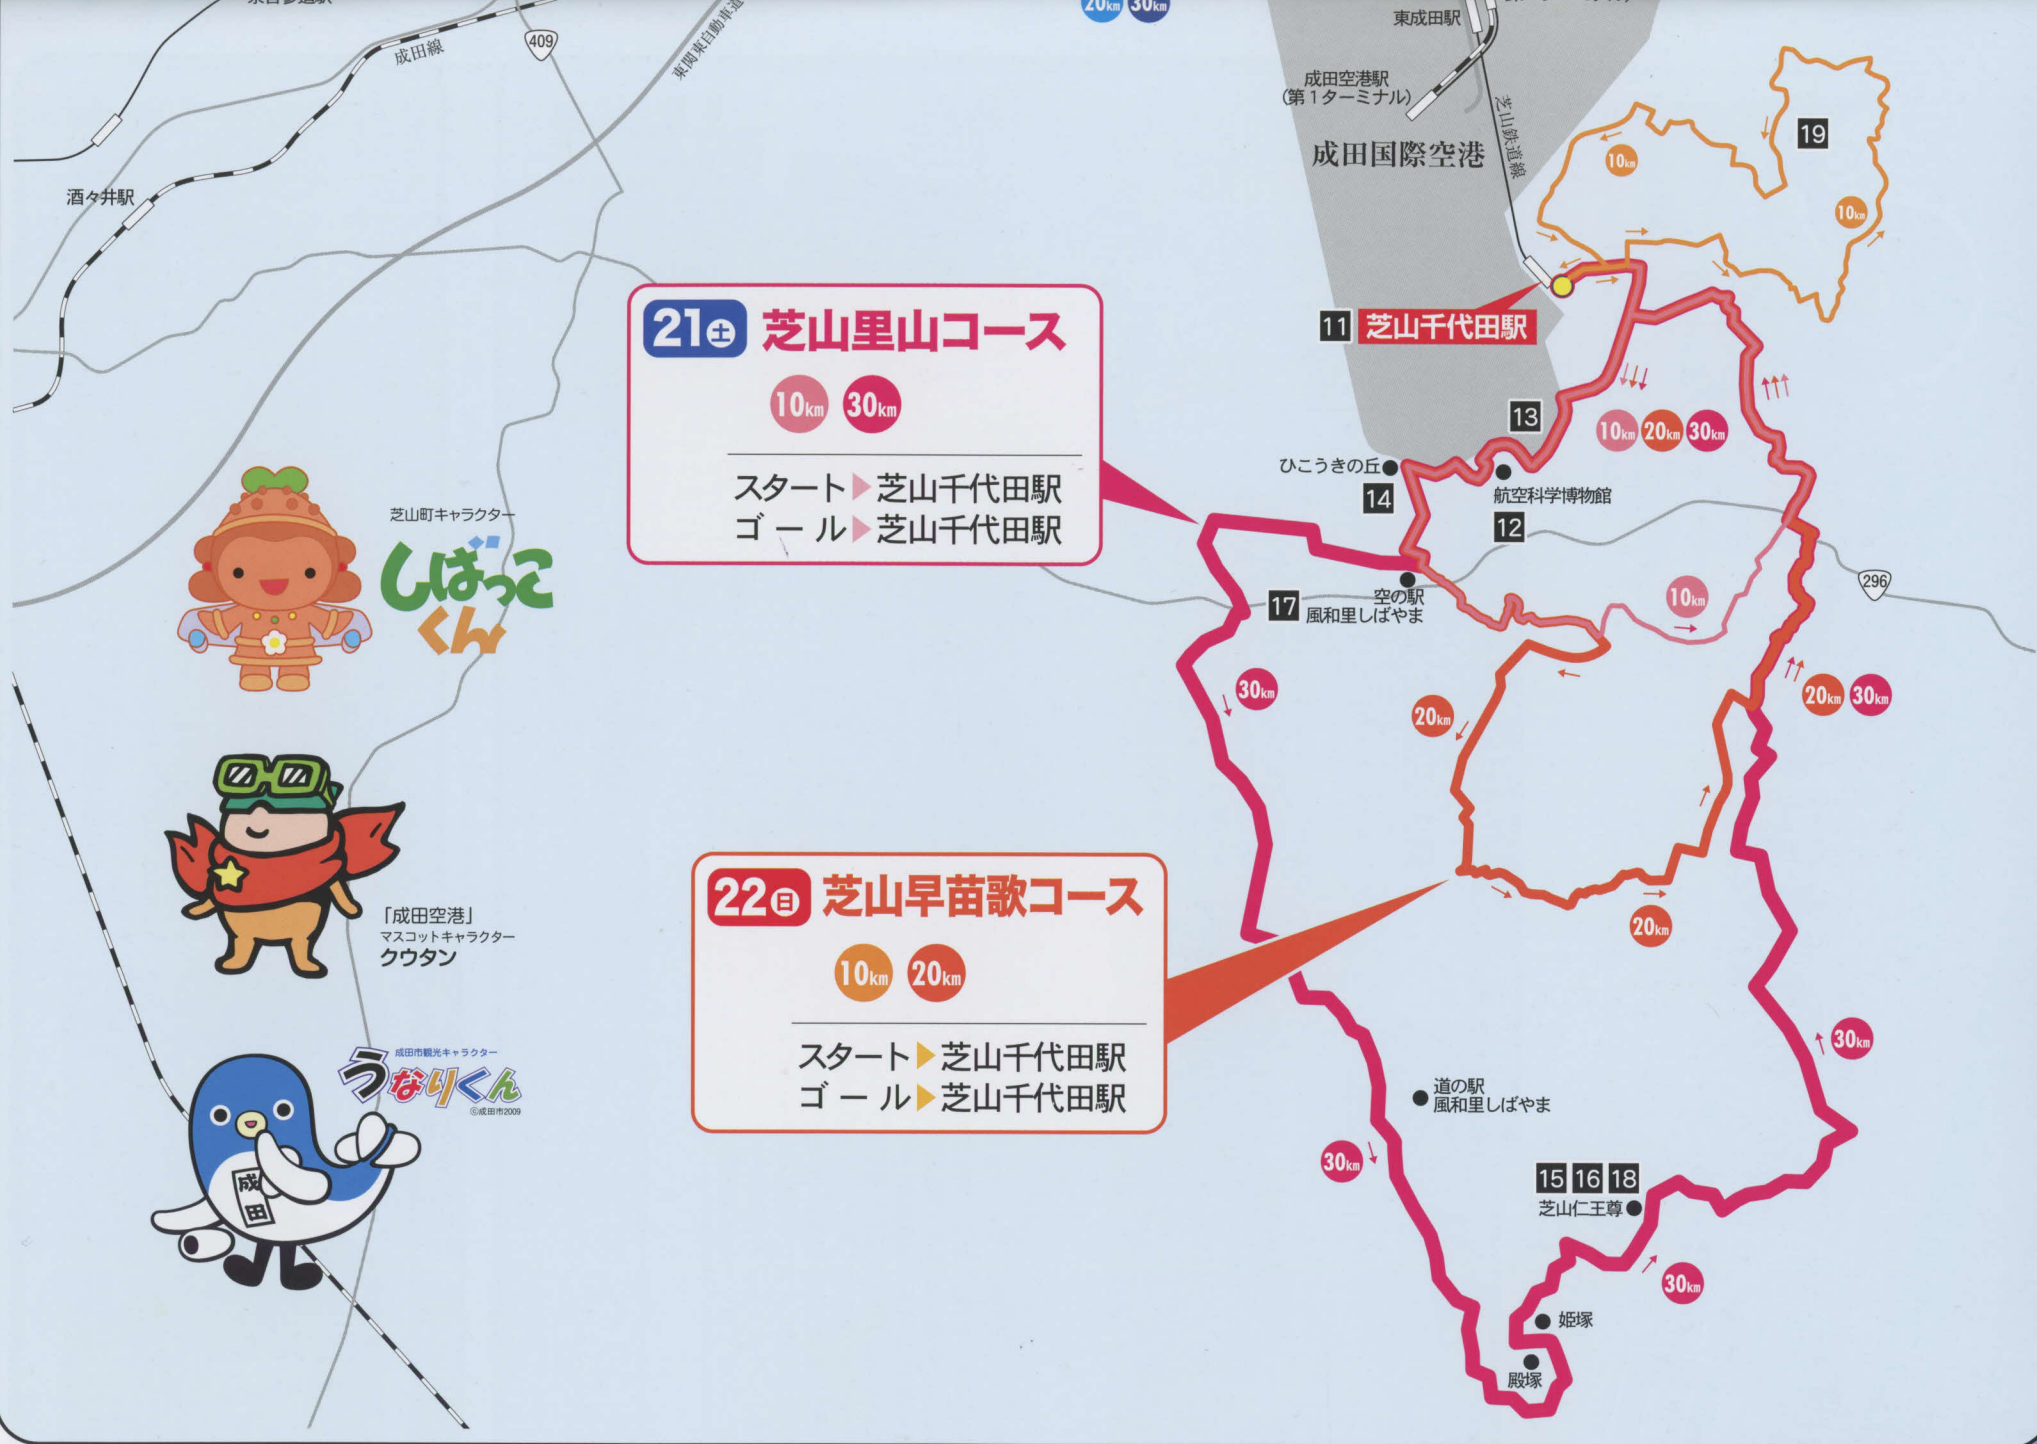 20km 30km
東成田駅
成田線
409
東関東自動車道
成田空港駅
(第1ターミナル)
芝山鉄道線
成田国際空港
19
10km
10km
酒々井駅
11 芝山千代田駅
21土 芝山里山コース
10km 30km
スタート▶芝山千代田駅
ゴール▶芝山千代田駅
13
10km 20km 30km
ひこうきの丘
14
航空科学博物館
12
芝山町キャラクター
しばっこくん
296
17
空の駅
風和里しばやま
10km
30km
20km
20km 30km
22日 芝山早苗歌コース
10km 20km
スタート▶芝山千代田駅
ゴール▶芝山千代田駅
20km
「成田空港」
マスコットキャラクター
クウタン
30km
成田市観光キャラクター
うなりくん
©成田市2009
成田
道の駅
風和里しばやま
30km
15 16 18
芝山仁王尊
30km
姫塚
殿塚